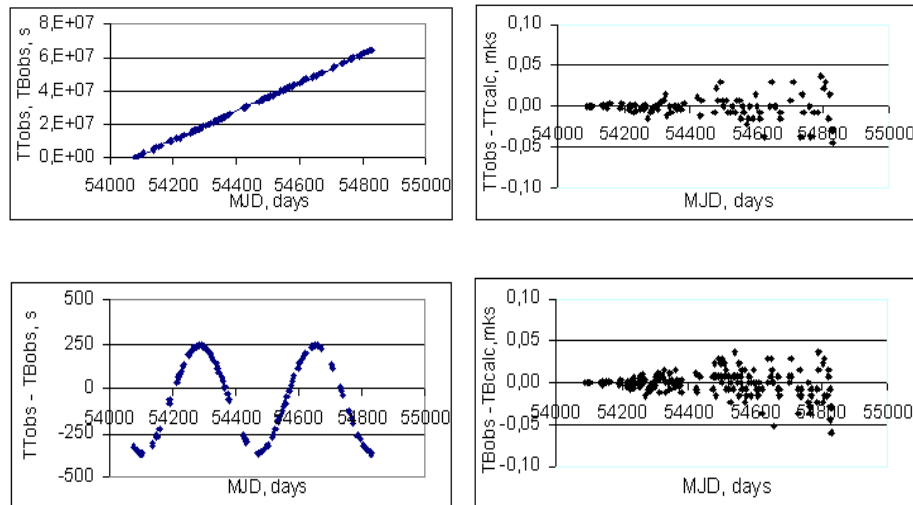 TTobs, TBobs, s
8,E+07
6,E+07
4,E+07
2,E+07
0,E+00
54000 54200 54400 54600 54800 55000
MJD, days
TTobs - TTcalc, mks
0,10
0,05
0,00
-0,05
-0,10
54000 54200 54400 54600 54800 55000
MJD, days
TTobs - TBobs, s
500
250
0
-250
-500
54000 54200 54400 54600 54800 55000
MJD, days
TBobs - TBcalc, mks
0,10
0,05
0,00
-0,05
-0,10
54000 54200 54400 54600 54800 55000
MJD, days